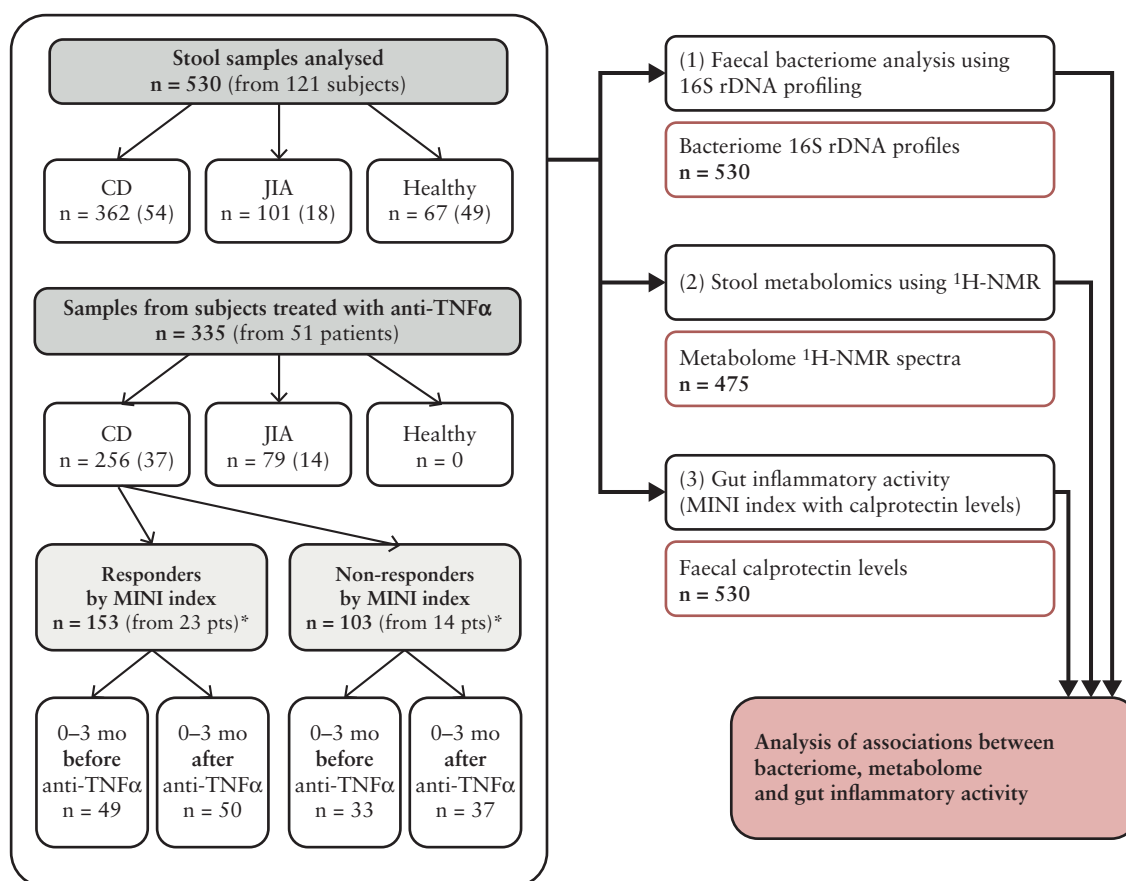 Stool samples analysed
n = 530 (from 121 subjects)
CD
n = 362 (54)
JIA
n = 101 (18)
Healthy
n = 67 (49)
Samples from subjects treated with anti-TNFα
n = 335 (from 51 patients)
CD
n = 256 (37)
JIA
n = 79 (14)
Healthy
n = 0
Responders
by MINI index
n = 153 (from 23 pts)*
Non-responders
by MINI index
n = 103 (from 14 pts)*
0–3 mo
before
anti-TNFα
n = 49
0–3 mo
after
anti-TNFα
n = 50
0–3 mo
before
anti-TNFα
n = 33
0–3 mo
after
anti-TNFα
n = 37
(1) Faecal bacteriome analysis using
16S rDNA profiling
Bacteriome 16S rDNA profiles
n = 530
(2) Stool metabolomics using ¹H-NMR
Metabolome ¹H-NMR spectra
n = 475
(3) Gut inflammatory activity
(MINI index with calprotectin levels)
Faecal calprotectin levels
n = 530
Analysis of associations between
bacteriome, metabolome
and gut inflammatory activity